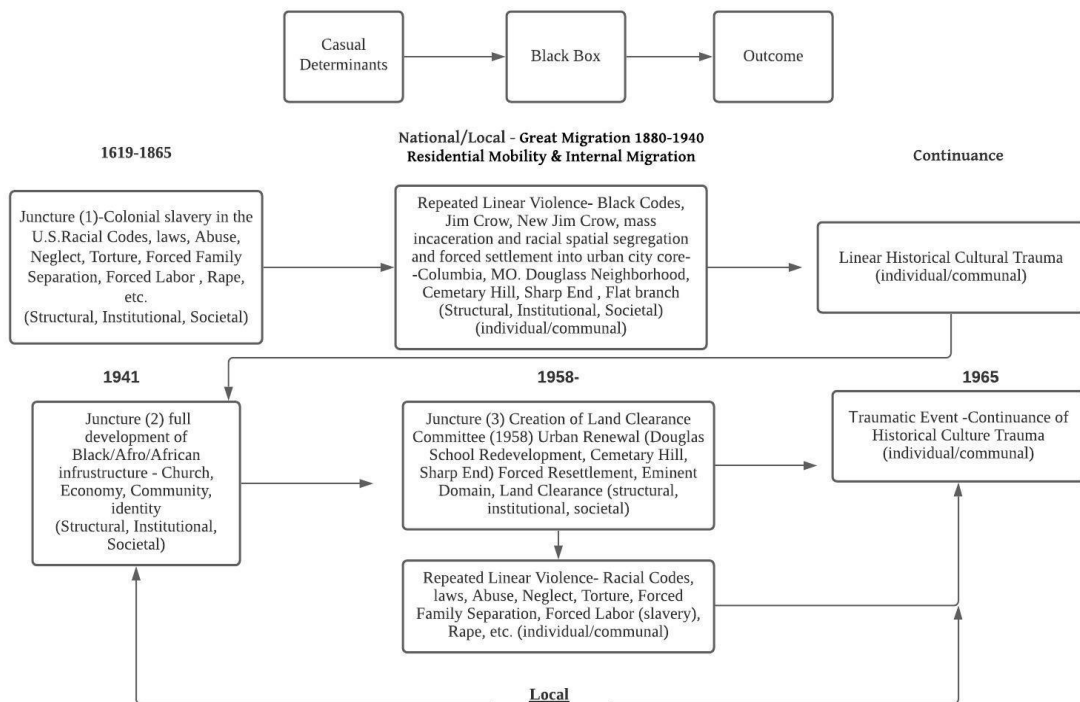 Casual
Determinants
Black Box
Outcome
1619-1865
National/Local - Great Migration 1880-1940
Residential Mobility & Internal Migration
Continuance
Juncture (1)-Colonial slavery in the
U.S.Racial Codes, laws, Abuse,
Neglect, Torture, Forced Family
Separation, Forced Labor , Rape,
etc.
(Structural, Institutional, Societal)
Repeated Linear Violence- Black Codes,
Jim Crow, New Jim Crow, mass
incaceration and racial spatial segregation
and forced settlement into urban city core-
-Columbia, MO. Douglass Neighborhood,
Cemetary Hill, Sharp End , Flat branch
(Structural, Institutional, Societal)
(individual/communal)
Linear Historical Cultural Trauma
(individual/communal)
1941
1958-
1965
Juncture (2) full
development of
Black/Afro/African
infrustructure - Church,
Economy, Community,
identity
(Structural, Institutional,
Societal)
Juncture (3) Creation of Land Clearance
Committee (1958) Urban Renewal (Douglas
School Redevelopment, Cemetary Hill,
Sharp End) Forced Resettlement, Eminent
Domain, Land Clearance (structural,
institutional, societal)
Traumatic Event -Continuance of
Historical Culture Trauma
(individual/communal)
Repeated Linear Violence- Racial Codes,
laws, Abuse, Neglect, Torture, Forced
Family Separation, Forced Labor (slavery),
Rape, etc. (individual/communal)
Local